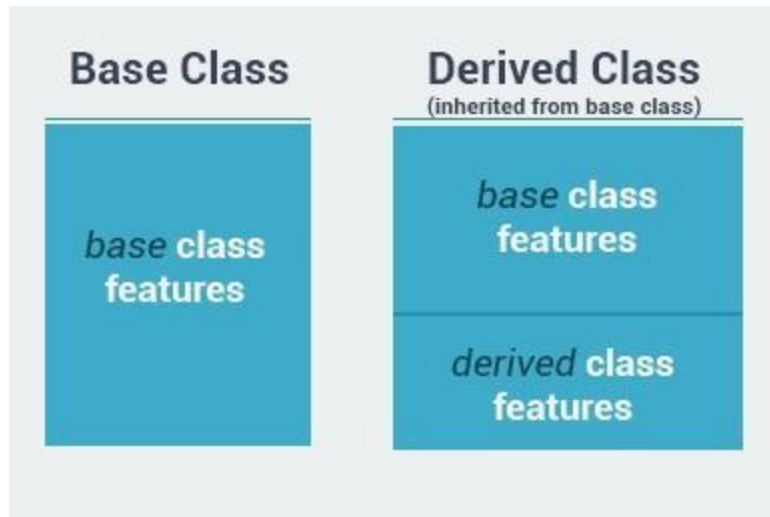 Base Class
base class
features
Derived Class
(inherited from base class)
base class
features
derived class
features